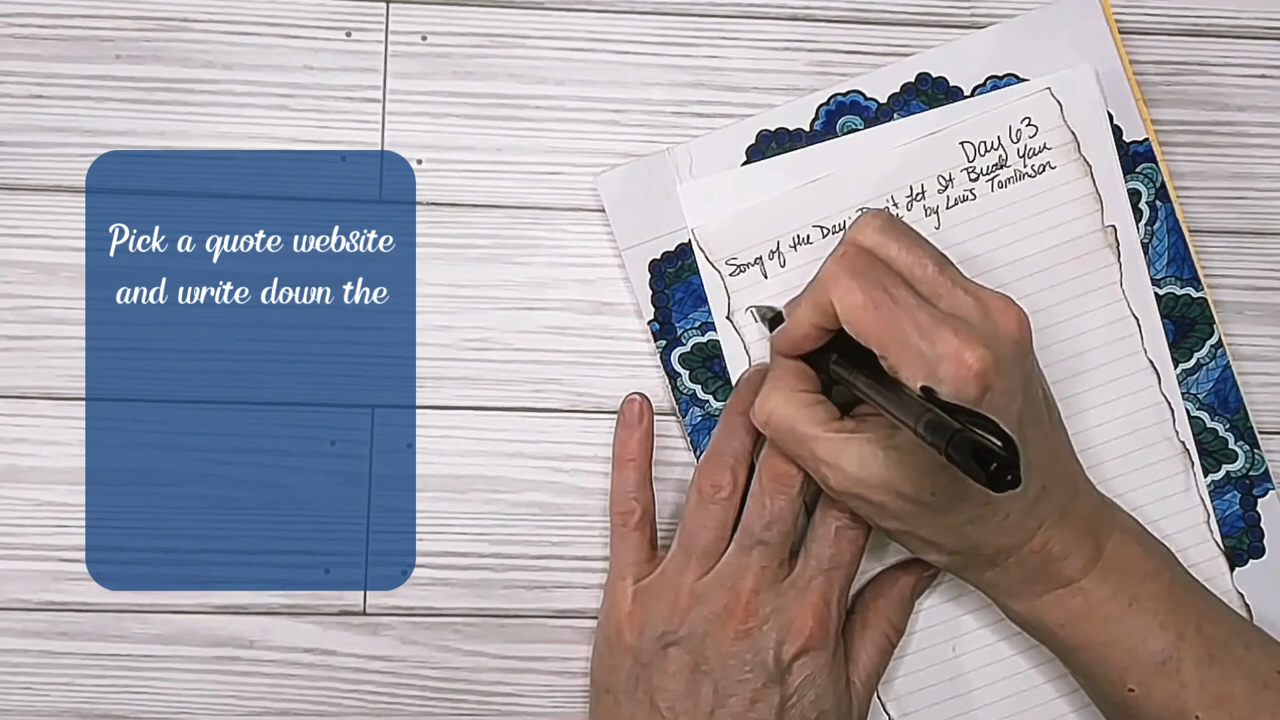 Pick a quote website
and write down the
Day 63
Song of the Day: Don't Let It Break You
by Louis Tomlinson